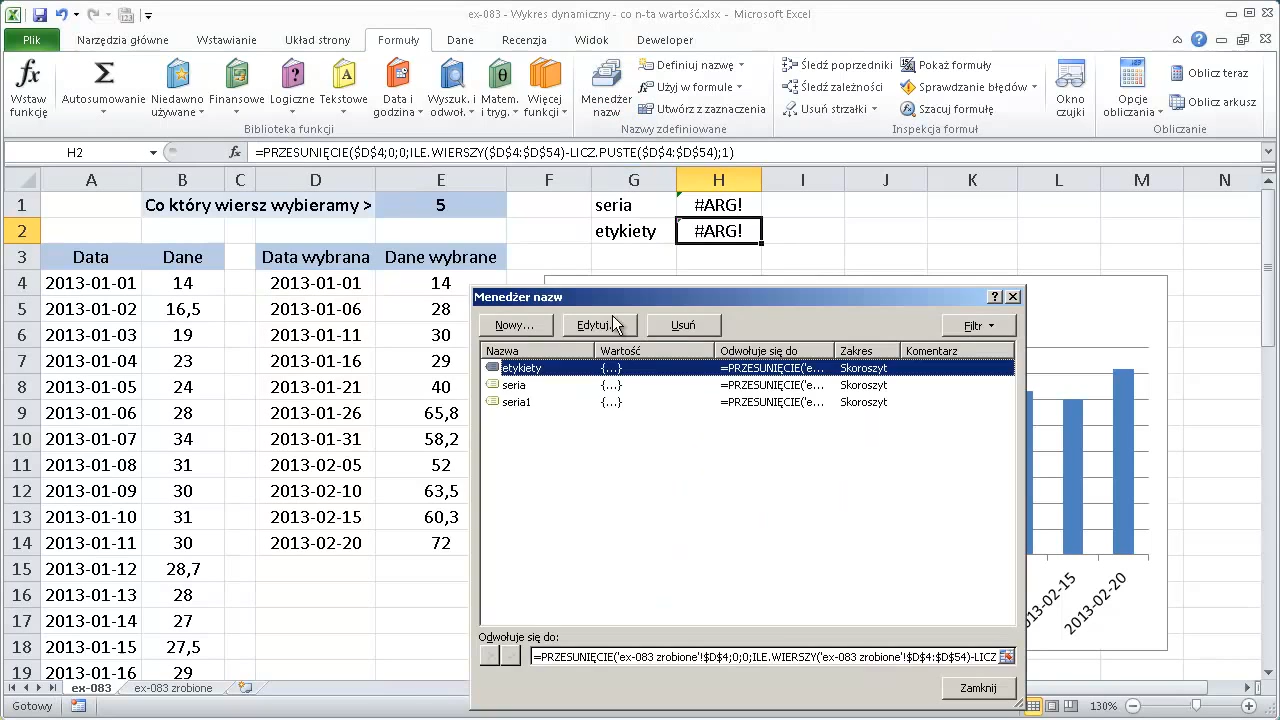 ex-083 - Wykres dynamiczny - co n-ta wartość.xlsx - Microsoft Excel
Plik Narzędzia główne Wstawianie Układ strony Formuły Dane Recenzja Widok Deweloper
Wstaw funkcję
Autosumowanie
Niedawno używane
Finansowe
Logiczne
Tekstowe
Data i godzina
Wyszuk. i odwoł.
Matem. i tryg.
Więcej funkcji
Biblioteka funkcji
Menedżer nazw
Definiuj nazwę
Użyj w formule
Utwórz z zaznaczenia
Nazwy zdefiniowane
Śledź poprzedniki
Śledź zależności
Usuń strzałki
Pokaż formuły
Sprawdzanie błędów
Szacuj formułę
Inspekcja formuł
Okno czujki
Opcje obliczania
Oblicz teraz
Oblicz arkusz
Obliczanie
H2 fx =PRZESUNIĘCIE($D$4;0;0;ILE.WIERSZY($D$4:$D$54)-LICZ.PUSTE($D$4:$D$54);1)
A B C D E F G H I J K L M N
1 Co który wiersz wybieramy > 5 seria #ARG!
2 etykiety #ARG!
3 Data Dane Data wybrana Dane wybrane
4 2013-01-01 14 2013-01-01 14
5 2013-01-02 16,5 2013-01-06 28
6 2013-01-03 19 2013-01-11 30
7 2013-01-04 23 2013-01-16 29
8 2013-01-05 24 2013-01-21 40
9 2013-01-06 28 2013-01-26 65,8
10 2013-01-07 34 2013-01-31 58,2
11 2013-01-08 31 2013-02-05 52
12 2013-01-09 30 2013-02-10 63,5
13 2013-01-10 31 2013-02-15 60,3
14 2013-01-11 30 2013-02-20 72
15 2013-01-12 28,7
16 2013-01-13 28
17 2013-01-14 27
18 2013-01-15 27,5
19 2013-01-16 29
Menedżer nazw
Nowy... Edytuj... Usuń Filtr
Nazwa Wartość Odwołuje się do Zakres Komentarz
etykiety {...} =PRZESUNIĘCIE('e... Skoroszyt
seria {...} =PRZESUNIĘCIE('e... Skoroszyt
seria1 {...} =PRZESUNIĘCIE('e... Skoroszyt
Odwołuje się do:
=PRZESUNIĘCIE('ex-083 zrobione'!$D$4;0;0;ILE.WIERSZY('ex-083 zrobione'!$D$4:$D$54)-LICZ
Zamknij
013-02-15
2013-02-20
ex-083 ex-083 zrobione
Gotowy 130%